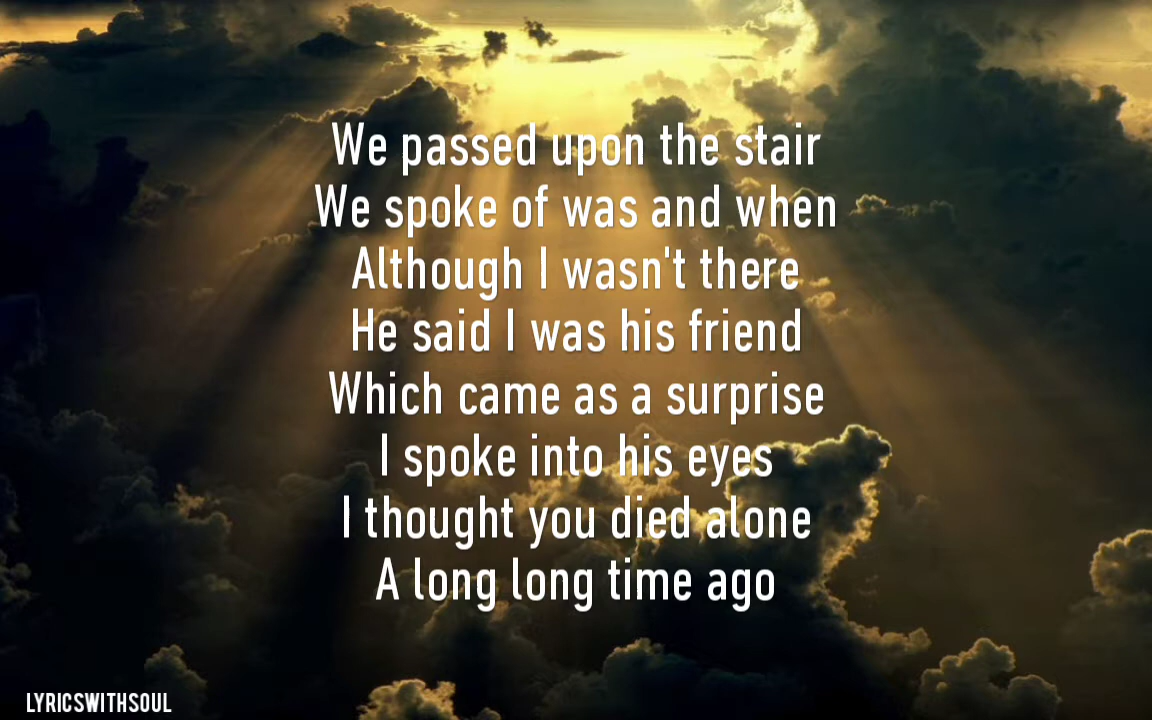 We passed upon the stair
We spoke of was and when
Although I wasn't there
He said I was his friend
Which came as a surprise
I spoke into his eyes
I thought you died alone
A long long time ago
LYRICSWITHSOUL